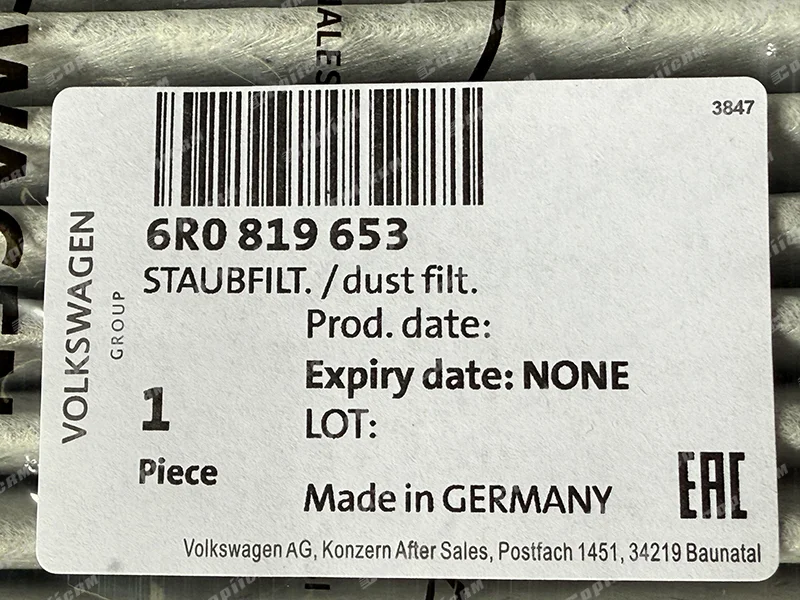 3847
6R0 819 653
STAUBFILT. / dust filt.
Prod. date:
Expiry date: NONE
LOT:
1
Piece
Made in GERMANY
EAC
Volkswagen AG, Konzern After Sales, Postfach 1451, 34219 Baunatal
VOLKSWAGEN
GROUP